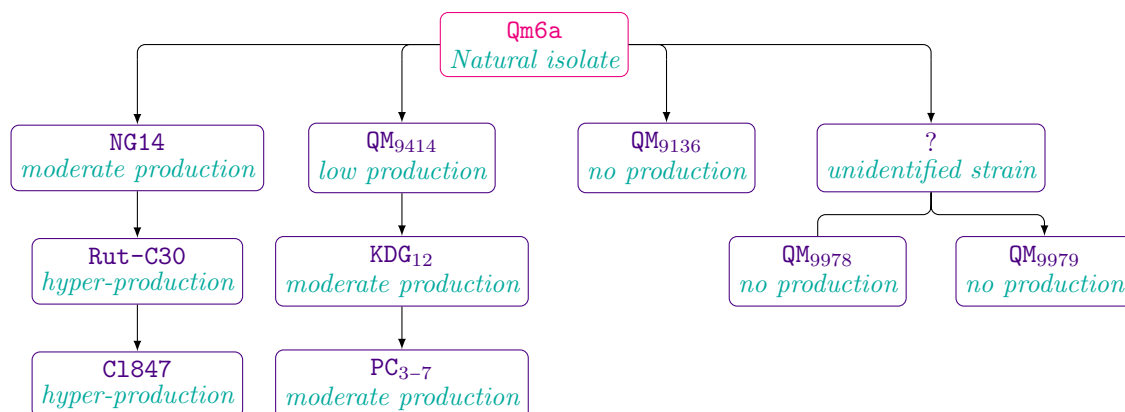 Qm6a
Natural isolate
NG14
moderate production
QM9414
low production
QM9136
no production
?
unidentified strain
Rut-C30
hyper-production
KDG12
moderate production
QM9978
no production
QM9979
no production
Cl847
hyper-production
PC3–7
moderate production